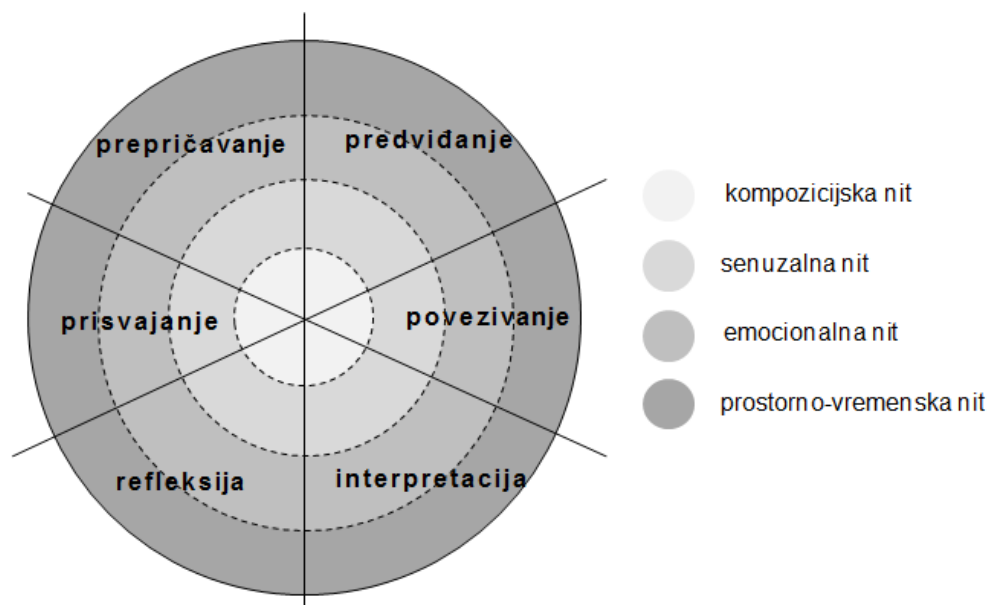 prepričavanje
predviđanje
prisvajanje
povezivanje
refleksija
interpretacija
kompozicijska nit
senuzalna nit
emocionalna nit
prostorno-vremenska nit